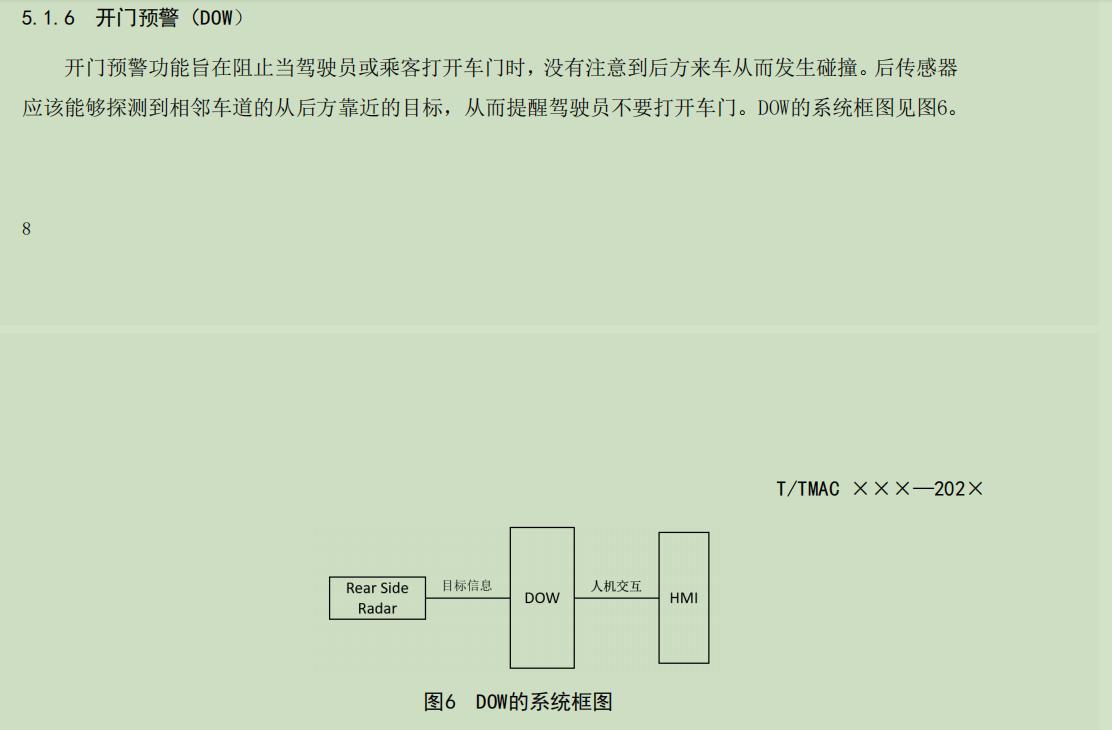 5.1.6 开门预警（DOW）
开门预警功能旨在阻止当驾驶员或乘客打开车门时，没有注意到后方来车从而发生碰撞。后传感器
应该能够探测到相邻车道的从后方靠近的目标，从而提醒驾驶员不要打开车门。DOW的系统框图见图6。
8
T/TMAC ×××—202×
Rear Side
Radar
目标信息
DOW
人机交互
HMI
图6 DOW的系统框图